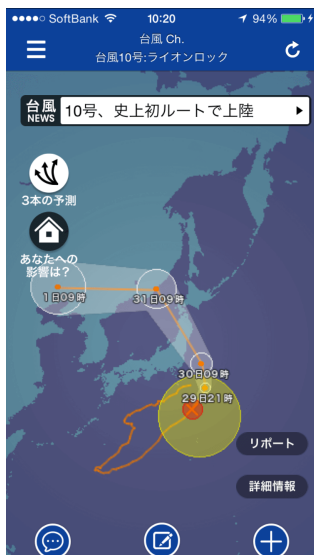 SoftBank 10:20 94%
台風 Ch.
台風10号:ライオンロック
台風 NEWS 10号、史上初ルートで上陸
3本の予測
あなたへの
影響は?
1日09時
31日09時
30日09時
29日21時
リポート
詳細情報